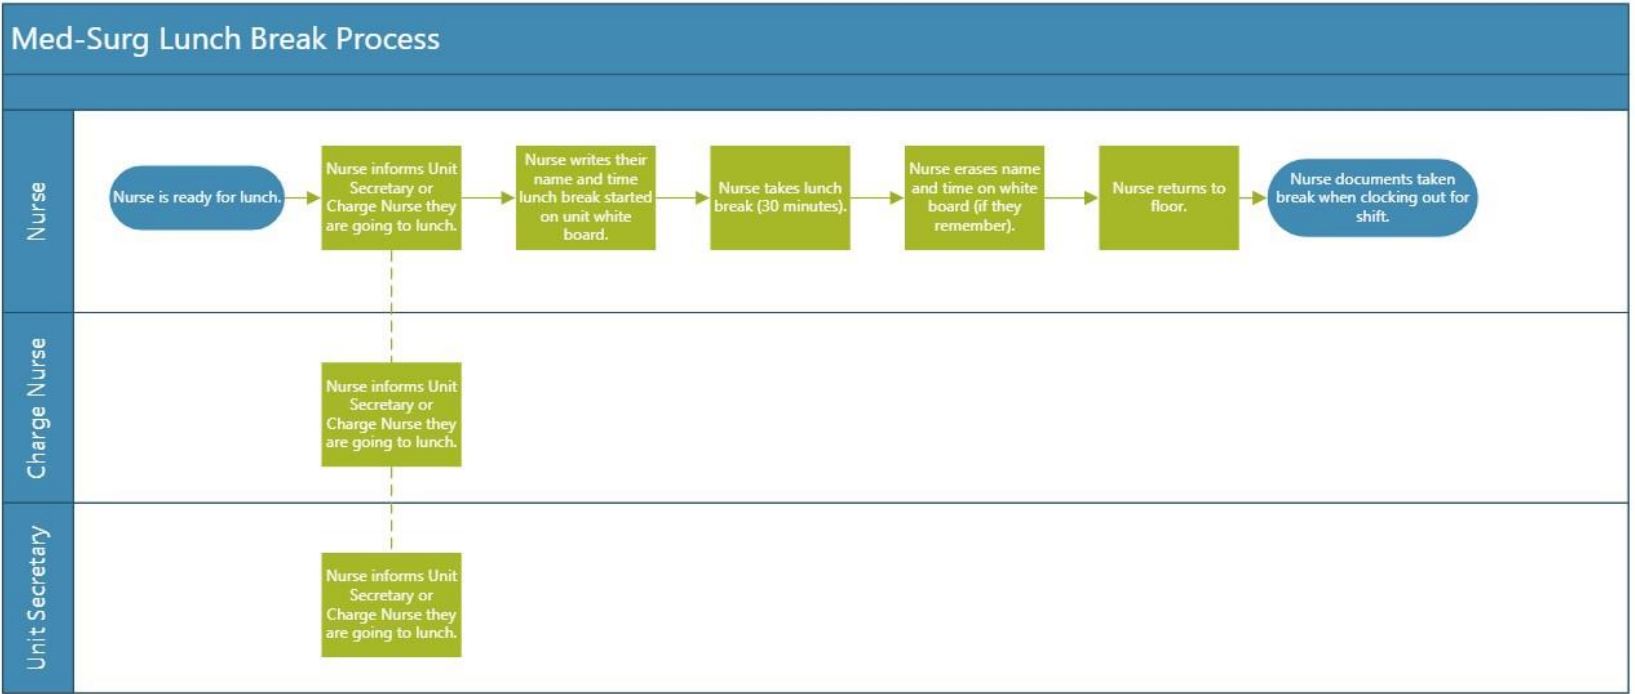 Med-Surg Lunch Break Process
Nurse
Nurse is ready for lunch.
Nurse informs Unit
Secretary or
Charge Nurse they
are going to lunch.
Nurse writes their
name and time
lunch break started
on unit white
board.
Nurse takes lunch
break (30 minutes).
Nurse erases name
and time on white
board (if they
remember).
Nurse returns to
floor.
Nurse documents taken
break when clocking out for
shift.
Charge Nurse
Nurse informs Unit
Secretary or
Charge Nurse they
are going to lunch.
Unit Secretary
Nurse informs Unit
Secretary or
Charge Nurse they
are going to lunch.